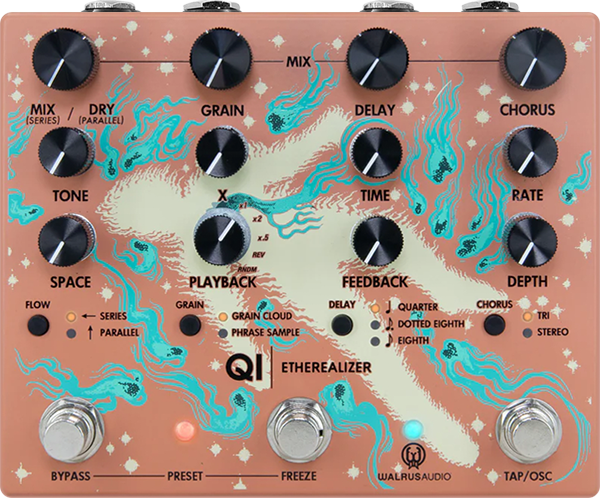 MIX
MIX / DRY
(SERIES) (PARALLEL)
GRAIN
DELAY
CHORUS
TONE
X
TIME
RATE
x1
x2
x.5
REV
RNDM
SPACE
PLAYBACK
FEEDBACK
DEPTH
FLOW
← SERIES
↑ PARALLEL
GRAIN
GRAIN CLOUD
PHRASE SAMPLE
DELAY
QUARTER
DOTTED EIGHTH
EIGHTH
CHORUS
TRI
STEREO
QI ETHEREALIZER
BYPASS PRESET FREEZE
WALRUS AUDIO
TAP/OSC